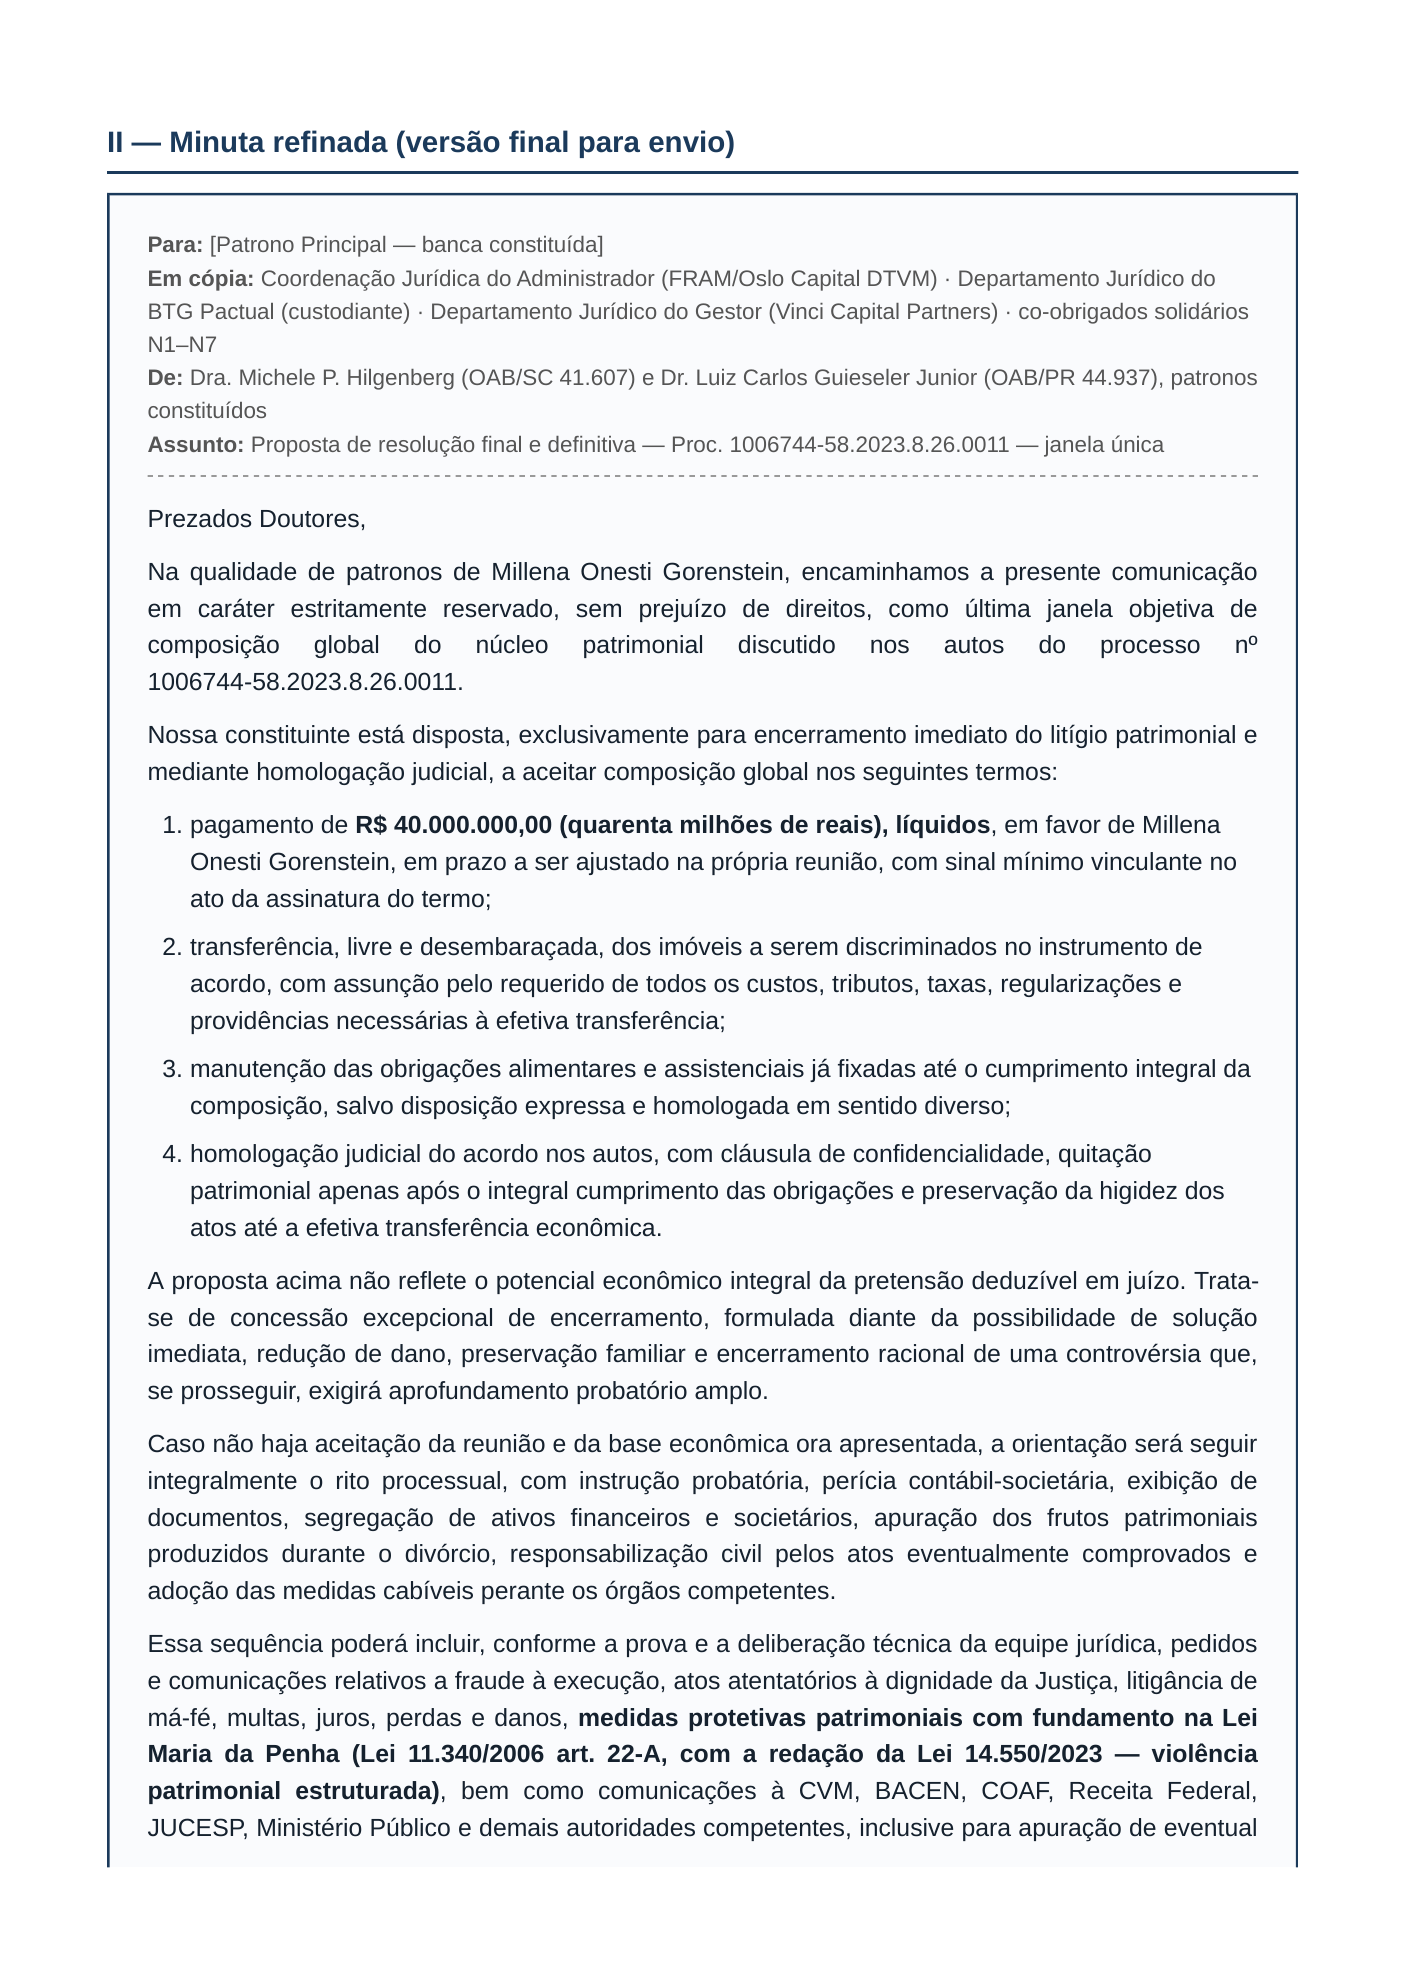 II — Minuta refinada (versão final para envio)
Para: [Patrono Principal — banca constituída]
Em cópia: Coordenação Jurídica do Administrador (FRAM/Oslo Capital DTVM) · Departamento Jurídico do
BTG Pactual (custodiante) · Departamento Jurídico do Gestor (Vinci Capital Partners) · co-obrigados solidários
N1–N7
De: Dra. Michele P. Hilgenberg (OAB/SC 41.607) e Dr. Luiz Carlos Guieseler Junior (OAB/PR 44.937), patronos
constituídos
Assunto: Proposta de resolução final e definitiva — Proc. 1006744-58.2023.8.26.0011 — janela única
Prezados Doutores,
Na qualidade de patronos de Millena Onesti Gorenstein, encaminhamos a presente comunicação
em caráter estritamente reservado, sem prejuízo de direitos, como última janela objetiva de
composição global do núcleo patrimonial discutido nos autos do processo nº
1006744-58.2023.8.26.0011.
Nossa constituinte está disposta, exclusivamente para encerramento imediato do litígio patrimonial e
mediante homologação judicial, a aceitar composição global nos seguintes termos:
1. pagamento de R$ 40.000.000,00 (quarenta milhões de reais), líquidos, em favor de Millena
Onesti Gorenstein, em prazo a ser ajustado na própria reunião, com sinal mínimo vinculante no
ato da assinatura do termo;
2. transferência, livre e desembaraçada, dos imóveis a serem discriminados no instrumento de
acordo, com assunção pelo requerido de todos os custos, tributos, taxas, regularizações e
providências necessárias à efetiva transferência;
3. manutenção das obrigações alimentares e assistenciais já fixadas até o cumprimento integral da
composição, salvo disposição expressa e homologada em sentido diverso;
4. homologação judicial do acordo nos autos, com cláusula de confidencialidade, quitação
patrimonial apenas após o integral cumprimento das obrigações e preservação da higidez dos
atos até a efetiva transferência econômica.
A proposta acima não reflete o potencial econômico integral da pretensão deduzível em juízo. Trata-
se de concessão excepcional de encerramento, formulada diante da possibilidade de solução
imediata, redução de dano, preservação familiar e encerramento racional de uma controvérsia que,
se prosseguir, exigirá aprofundamento probatório amplo.
Caso não haja aceitação da reunião e da base econômica ora apresentada, a orientação será seguir
integralmente o rito processual, com instrução probatória, perícia contábil-societária, exibição de
documentos, segregação de ativos financeiros e societários, apuração dos frutos patrimoniais
produzidos durante o divórcio, responsabilização civil pelos atos eventualmente comprovados e
adoção das medidas cabíveis perante os órgãos competentes.
Essa sequência poderá incluir, conforme a prova e a deliberação técnica da equipe jurídica, pedidos
e comunicações relativos a fraude à execução, atos atentatórios à dignidade da Justiça, litigância de
má-fé, multas, juros, perdas e danos, medidas protetivas patrimoniais com fundamento na Lei
Maria da Penha (Lei 11.340/2006 art. 22-A, com a redação da Lei 14.550/2023 — violência
patrimonial estruturada), bem como comunicações à CVM, BACEN, COAF, Receita Federal,
JUCESP, Ministério Público e demais autoridades competentes, inclusive para apuração de eventual